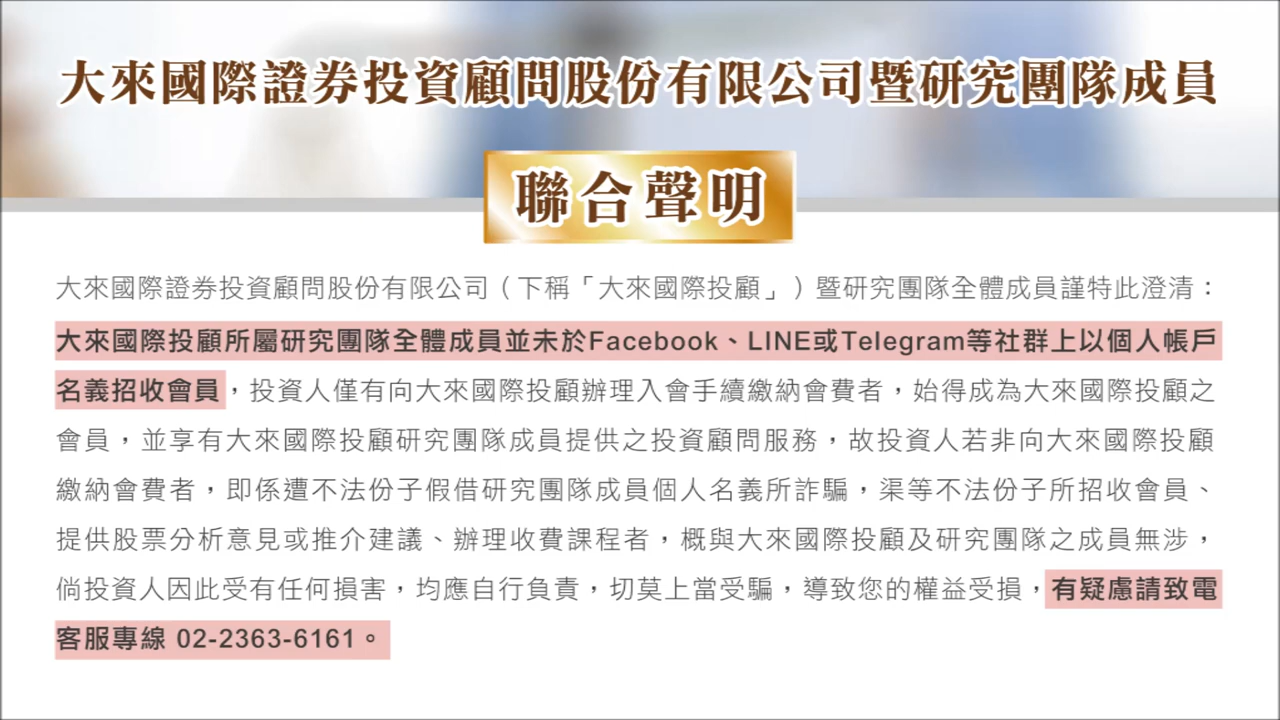 大來國際證券投資顧問股份有限公司暨研究團隊成員
聯合聲明
大來國際證券投資顧問股份有限公司（下稱「大來國際投顧」）暨研究團隊全體成員謹特此澄清：
大來國際投顧所屬研究團隊全體成員並未於Facebook、LINE或Telegram等社群上以個人帳戶
名義招收會員，投資人僅有向大來國際投顧辦理入會手續繳納會費者，始得成為大來國際投顧之
會員，並享有大來國際投顧研究團隊成員提供之投資顧問服務，故投資人若非向大來國際投顧
繳納會費者，即係遭不法份子假借研究團隊成員個人名義所詐騙，渠等不法份子所招收會員、
提供股票分析意見或推介建議、辦理收費課程者，概與大來國際投顧及研究團隊之成員無涉，
倘投資人因此受有任何損害，均應自行負責，切莫上當受騙，導致您的權益受損，有疑慮請致電
客服專線 02-2363-6161。